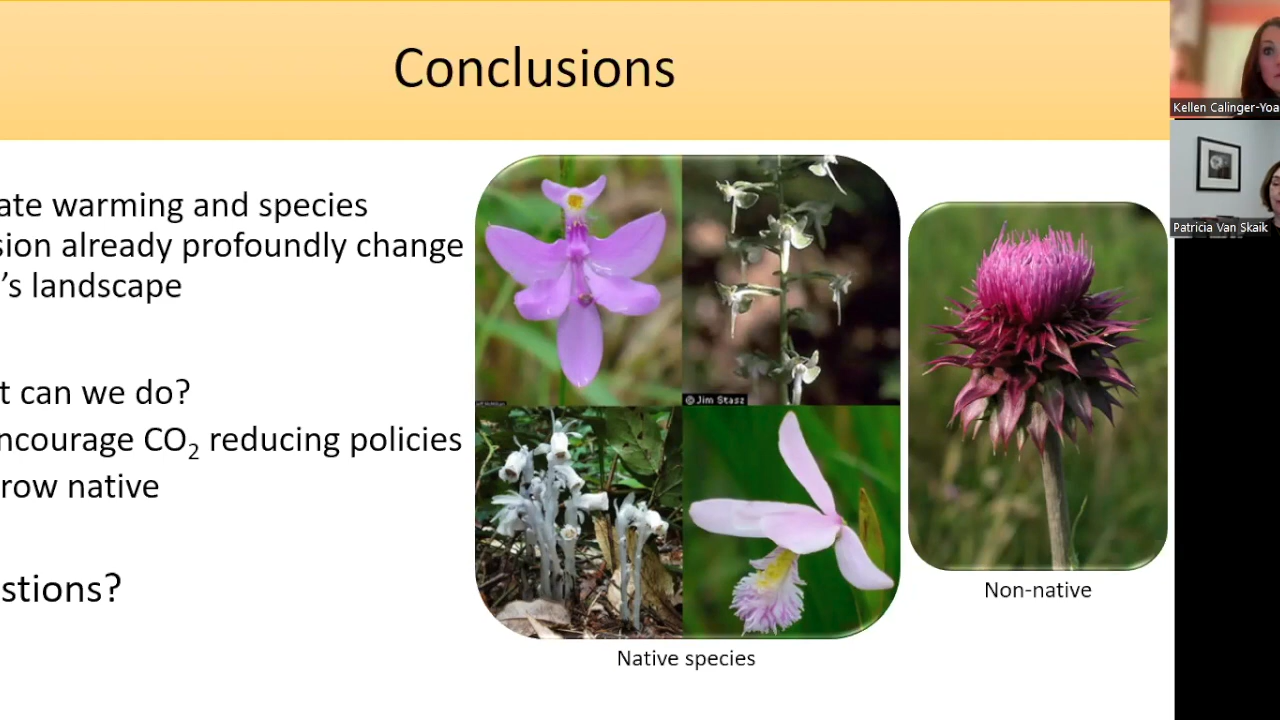 Conclusions
ate warming and species
sion already profoundly change
's landscape
t can we do?
ncourage CO₂ reducing policies
row native
stions?
© Jim Stasz
Native species
Non-native
Kellen Calinger-Yoa
Patricia Van Skaik